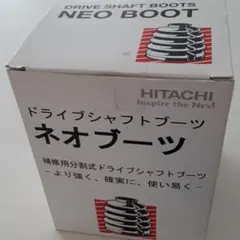 DRIVE SHAFT BOOTS
NEO BOOT
HITACHI
Inspire the Next
ドライブシャフトブーツ
ネオブーツ
補修用分割式ドライブシャフトブーツ
- より強く、確実に、使い易く -